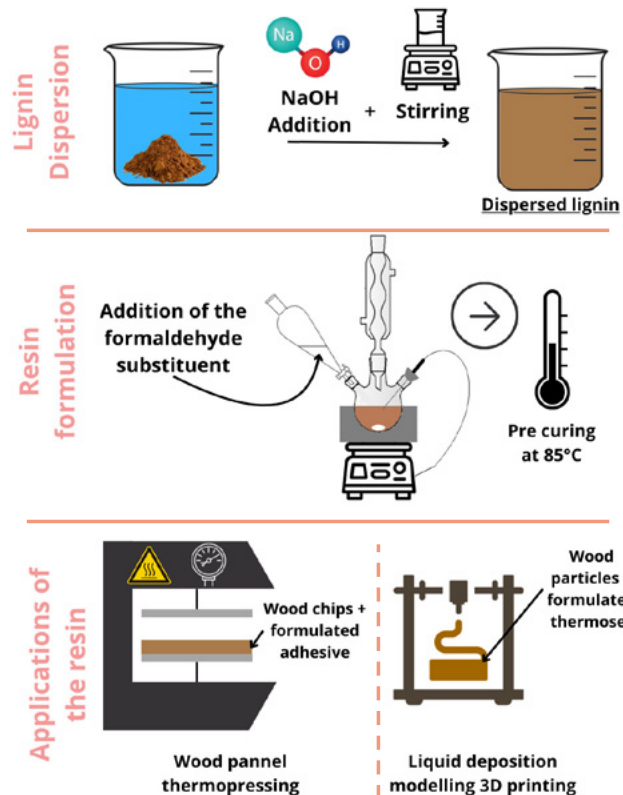 Lignin
Dispersion
Na
O
H
NaOH
Addition
+
Stirring
Dispersed lignin
Resin
formulation
Addition of the
formaldehyde
substituent
Pre curing
at 85°C
Applications of
the resin
Wood chips +
formulated
adhesive
Wood pannel
thermopressing
Wood
particles
formulate
thermose
Liquid deposition
modelling 3D printing